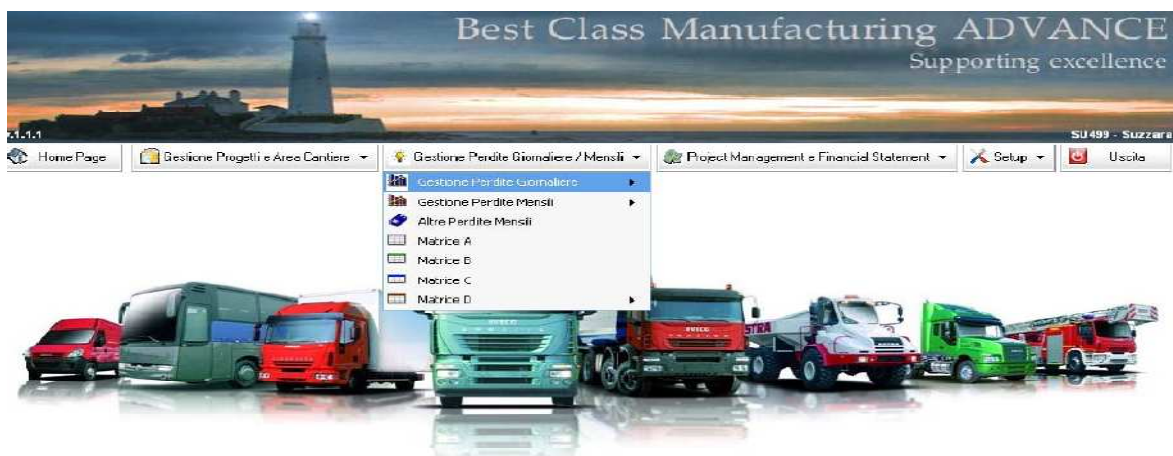 Best Class Manufacturing ADVANCE
Supporting excellence
7.1.1.1
SU499 - Suzzara
Home Page
Gestione Progetti e Area Cantiere
Gestione Perdite Giornaliere / Mensili
Project Management e Financial Statement
Setup
Uscita
Gestione Perdite Giornaliere
Gestione Perdite Mensili
Altre Perdite Mensili
Matrice A
Matrice B
Matrice C
Matrice D
IVECO
IVECO